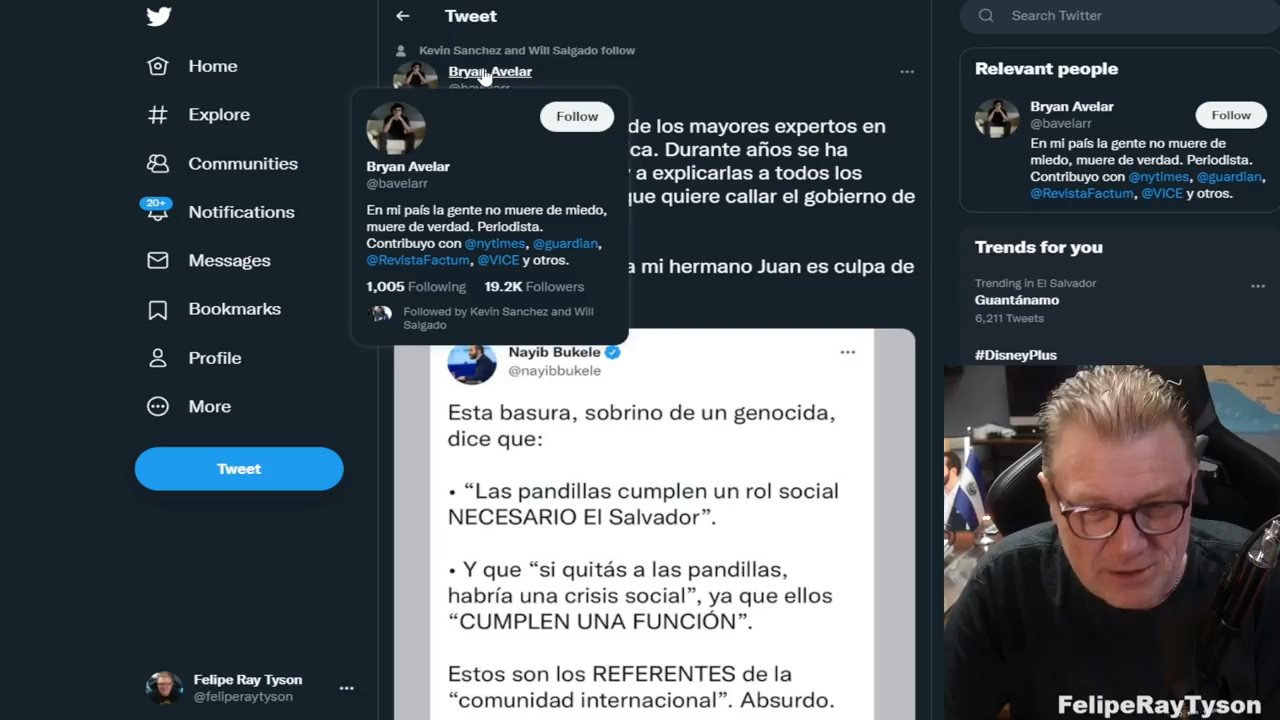 Home
Explore
Communities
20+
Notifications
Messages
Bookmarks
Profile
More
Tweet
Felipe Ray Tyson
@feliperaytyson
Tweet
Kevin Sanchez and Will Salgado follow
Bryan Avelar
@bavelarr
Follow
Bryan Avelar
@bavelarr
En mi país la gente no muere de miedo,
muere de verdad. Periodista.
Contribuyo con @nytimes, @guardian,
@RevistaFactum, @VICE y otros.
1,005 Following 19.2K Followers
Followed by Kevin Sanchez and Will
Salgado
de los mayores expertos en
ca. Durante años se ha
y a explicarlas a todos los
que quiere callar el gobierno de
a mi hermano Juan es culpa de
Nayib Bukele
@nayibbukele
Esta basura, sobrino de un genocida,
dice que:
• “Las pandillas cumplen un rol social
NECESARIO El Salvador”.
• Y que “si quitás a las pandillas,
habría una crisis social”, ya que ellos
“CUMPLEN UNA FUNCIÓN”.
Estos son los REFERENTES de la
“comunidad internacional”. Absurdo.
Search Twitter
Relevant people
Bryan Avelar
@bavelarr
Follow
En mi país la gente no muere de
miedo, muere de verdad. Periodista.
Contribuyo con @nytimes, @guardian,
@RevistaFactum, @VICE y otros.
Trends for you
Trending in El Salvador
Guantánamo
6,211 Tweets
#DisneyPlus
FelipeRayTyson